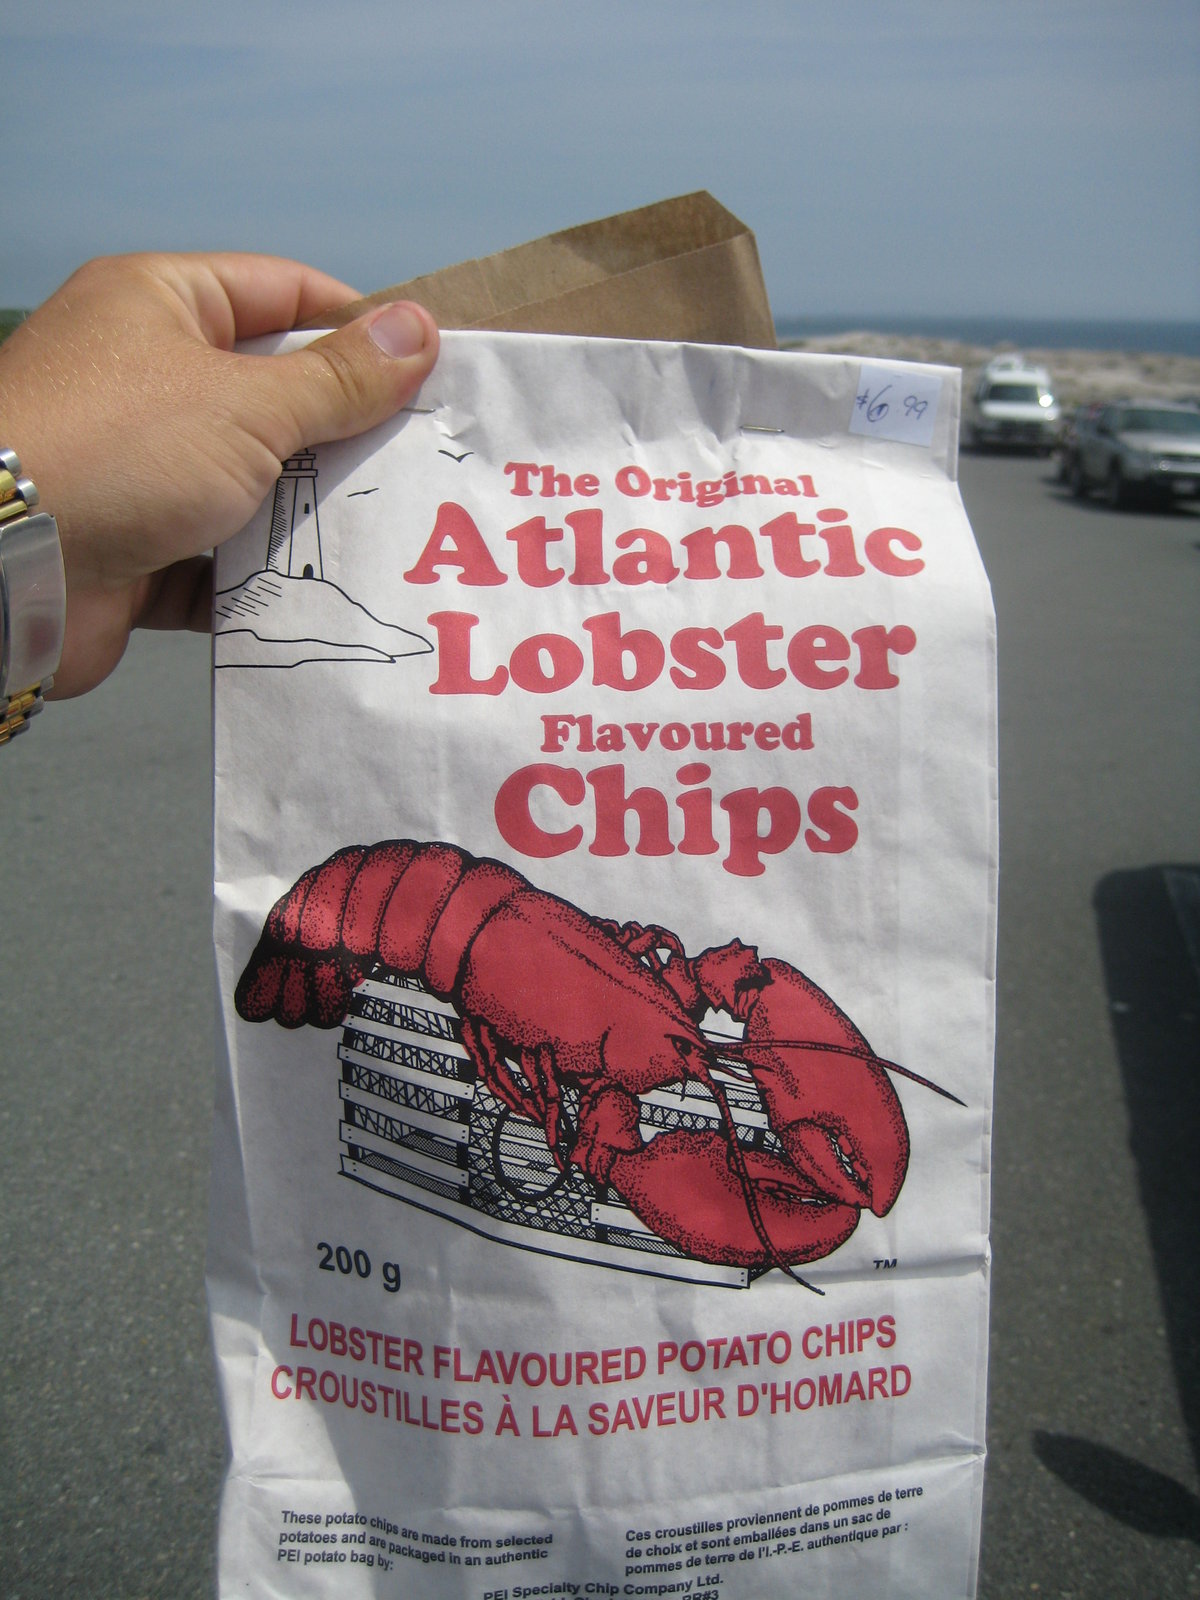 $6.99
The Original
Atlantic
Lobster
Flavoured
Chips
200 g
TM
LOBSTER FLAVOURED POTATO CHIPS
CROUSTILLES À LA SAVEUR D'HOMARD
These potato chips are made from selected
potatoes and are packaged in an authentic
PEI potato bag by:
Ces croustilles proviennent de pommes de terre
de choix et sont emballées dans un sac de
pommes de terre de l'I.-P.-E. authentique par :
PEI Specialty Chip Company Ltd.
RR#3